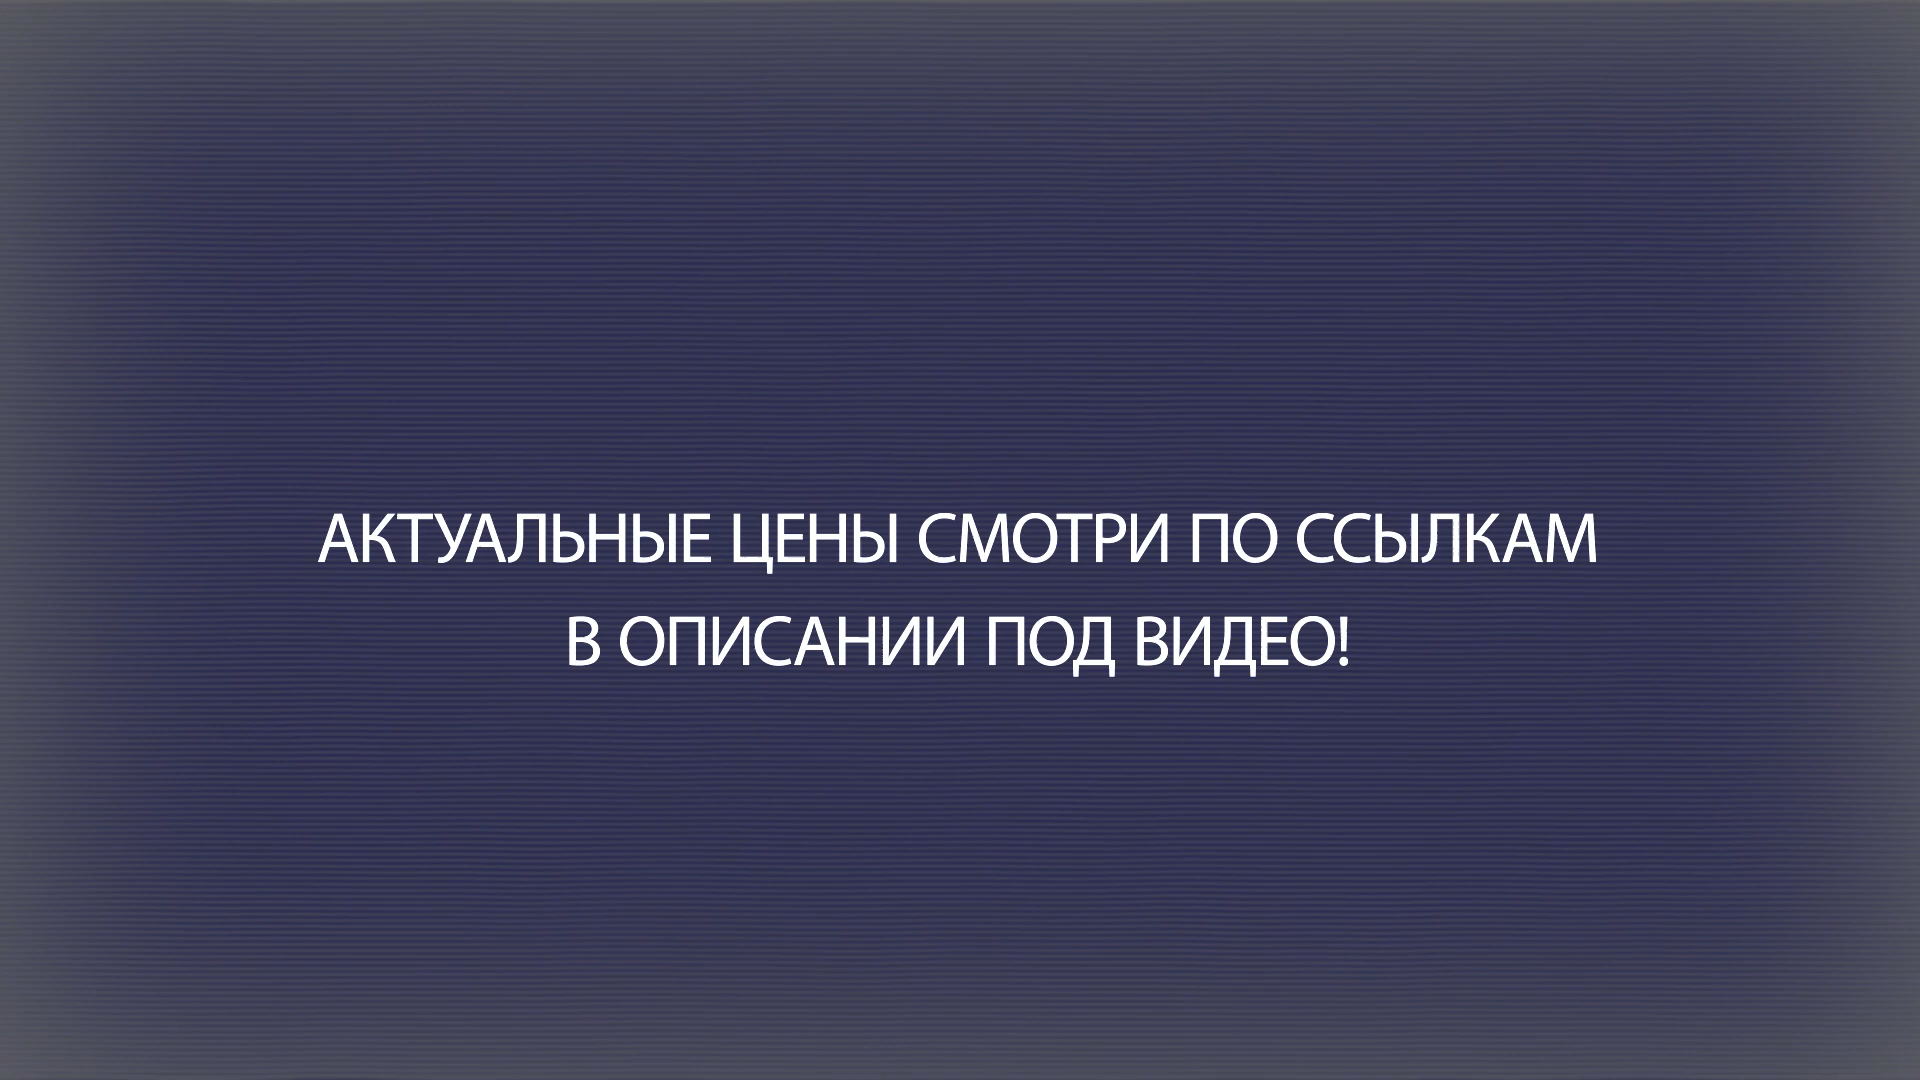 АКТУАЛЬНЫЕ ЦЕНЫ СМОТРИ ПО ССЫЛКАМ
В ОПИСАНИИ ПОД ВИДЕО!